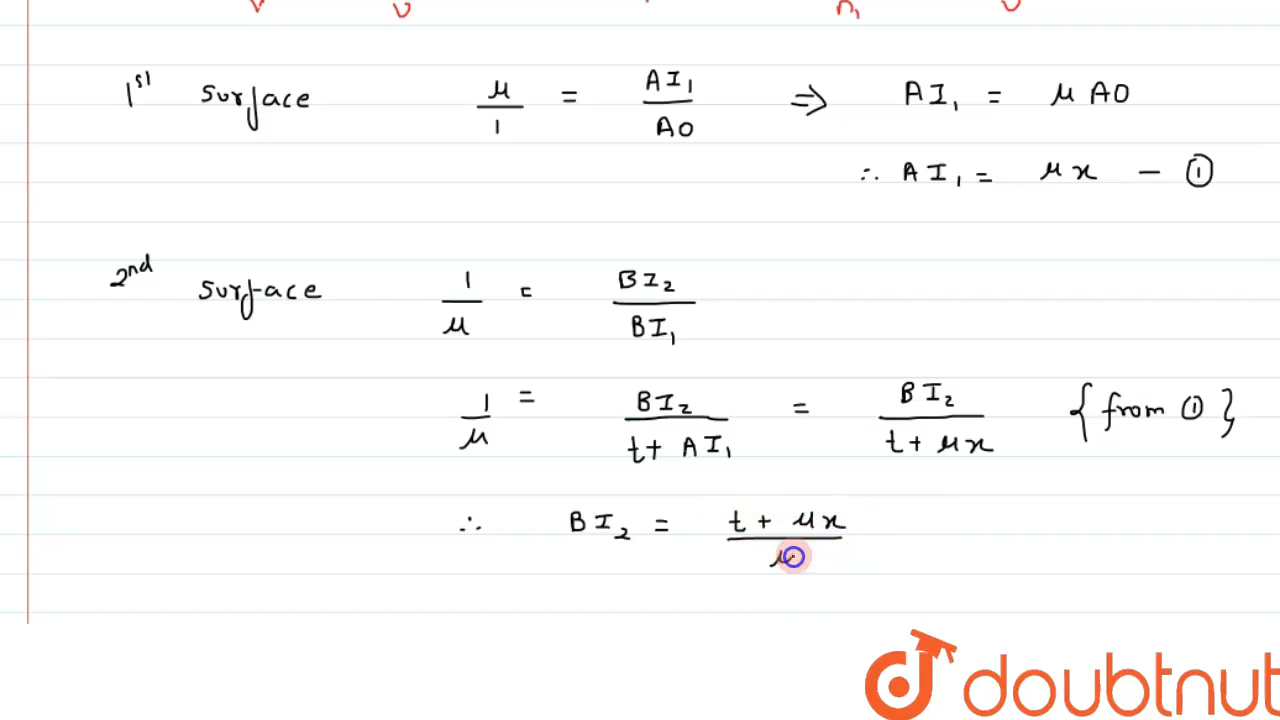 1st surface μ/1 = AI₁/AO ⇒ AI₁ = μ AO
∴ AI₁ = μx - ①
2nd surface 1/μ = BI₂/BI₁
1/μ = BI₂/(t + AI₁) = BI₂/(t + μx) {from ①}
∴ BI₂ = (t + μx)/μ
doubtnut